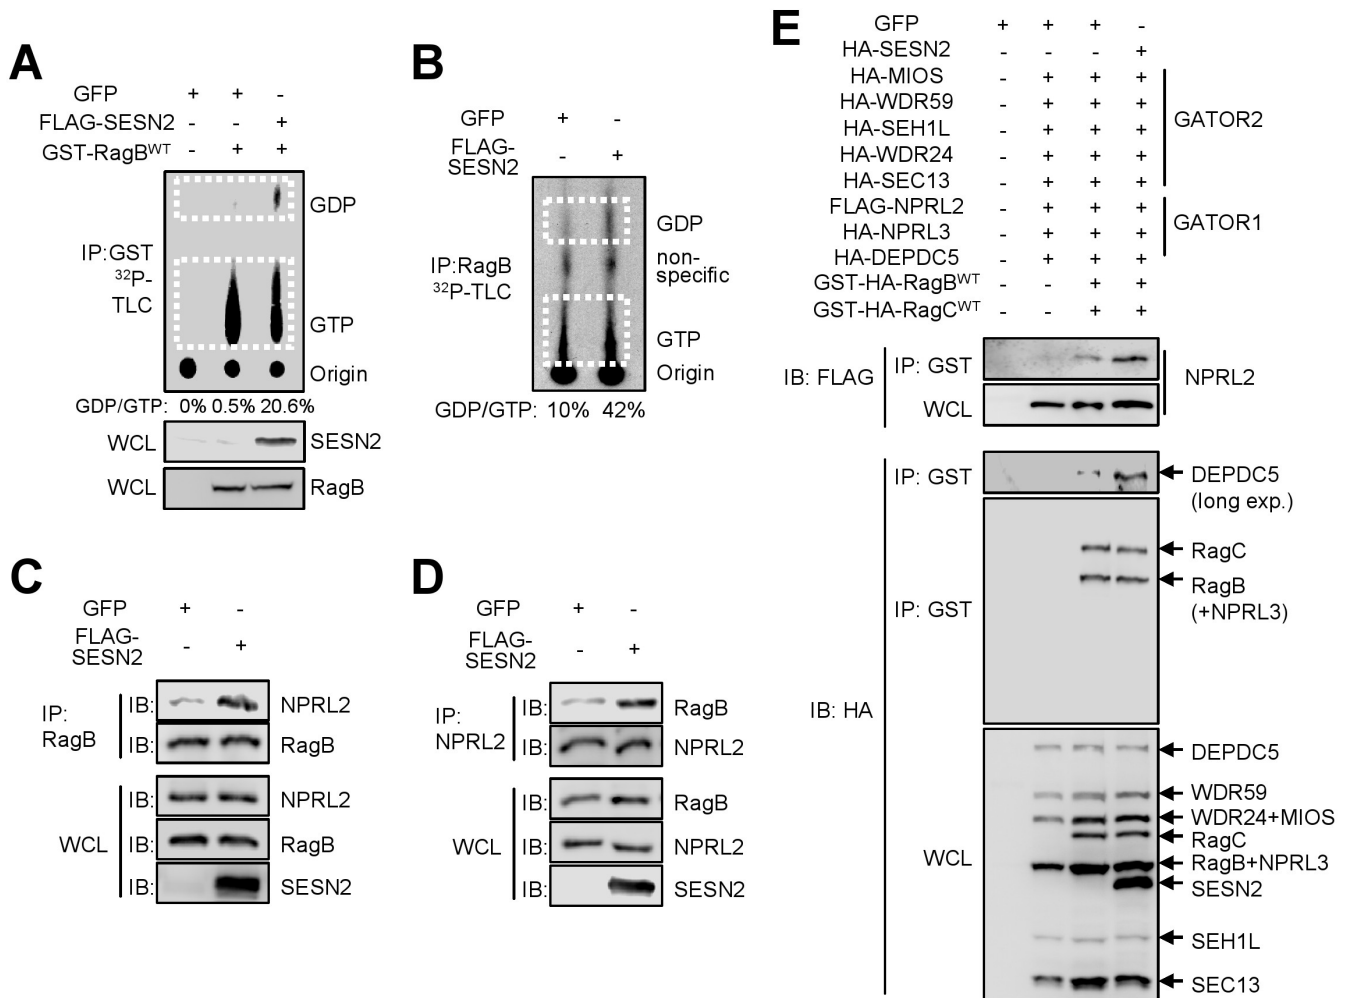 A
GFP + + -
FLAG-SESN2 - - +
GST-RagB^WT - + +
IP:GST
32P-
TLC
GDP
GTP
Origin
GDP/GTP: 0% 0.5% 20.6%
WCL SESN2
WCL RagB
B
GFP + -
FLAG-
SESN2 - +
IP:RagB
32P-TLC
GDP
non-
specific
GTP
Origin
GDP/GTP: 10% 42%
C
GFP + -
FLAG-
SESN2 - +
IP:
RagB
IB: NPRL2
IB: RagB
WCL
IB: NPRL2
IB: RagB
IB: SESN2
D
GFP + -
FLAG-
SESN2 - +
IP:
NPRL2
IB: RagB
IB: NPRL2
WCL
IB: RagB
IB: NPRL2
IB: SESN2
E
GFP + + + -
HA-SESN2 - - - +
HA-MIOS - + + +
HA-WDR59 - + + +
HA-SEH1L - + + +
HA-WDR24 - + + +
HA-SEC13 - + + +
GATOR2
FLAG-NPRL2 - + + +
HA-NPRL3 - + + +
HA-DEPDC5 - + + +
GATOR1
GST-HA-RagB^WT - - + +
GST-HA-RagC^WT - - + +
IB: FLAG
IP: GST
WCL
NPRL2
IB: HA
IP: GST
DEPDC5
(long exp.)
IP: GST
RagC
RagB
(+NPRL3)
WCL
DEPDC5
WDR59
WDR24+MIOS
RagC
RagB+NPRL3
SESN2
SEH1L
SEC13